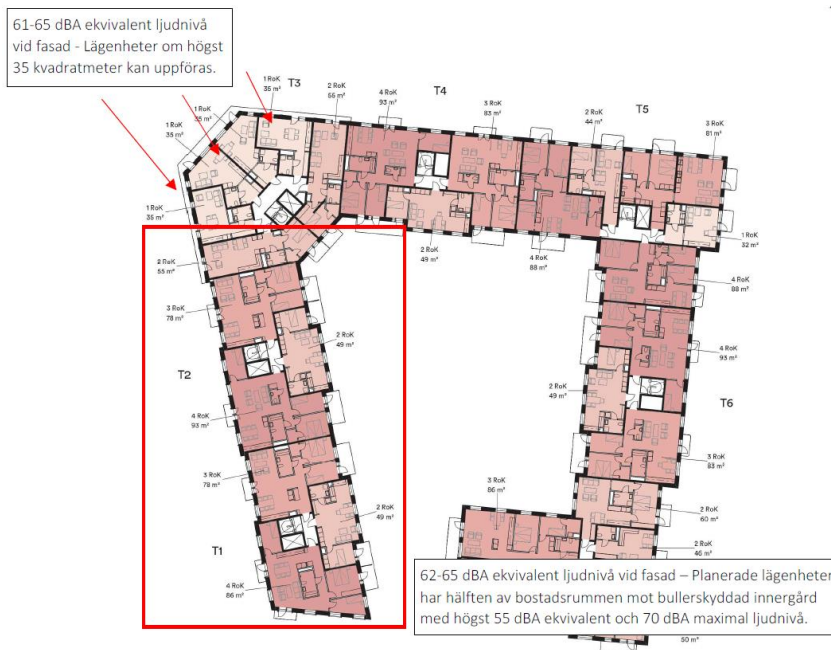 61-65 dBA ekvivalent ljudnivå
vid fasad - Lägenheter om högst
35 kvadratmeter kan uppföras.
1 RoK
35 m²
T3
2 RoK
55 m²
4 RoK
93 m²
T4
3 RoK
83 m²
2 RoK
44 m²
T5
3 RoK
81 m²
1 RoK
35 m²
1 RoK
35 m²
1 RoK
35 m²
2 RoK
55 m²
2 RoK
49 m²
4 RoK
88 m²
1 RoK
32 m²
4 RoK
88 m²
3 RoK
78 m²
2 RoK
49 m²
4 RoK
93 m²
T2
2 RoK
49 m²
T6
4 RoK
93 m²
3 RoK
83 m²
3 RoK
78 m²
3 RoK
86 m²
2 RoK
49 m²
2 RoK
60 m²
T1
2 RoK
46 m²
4 RoK
86 m²
62-65 dBA ekvivalent ljudnivå vid fasad – Planerade lägenheter
har hälften av bostadsrummen mot bullerskyddad innergård
med högst 55 dBA ekvivalent och 70 dBA maximal ljudnivå.
50 m²